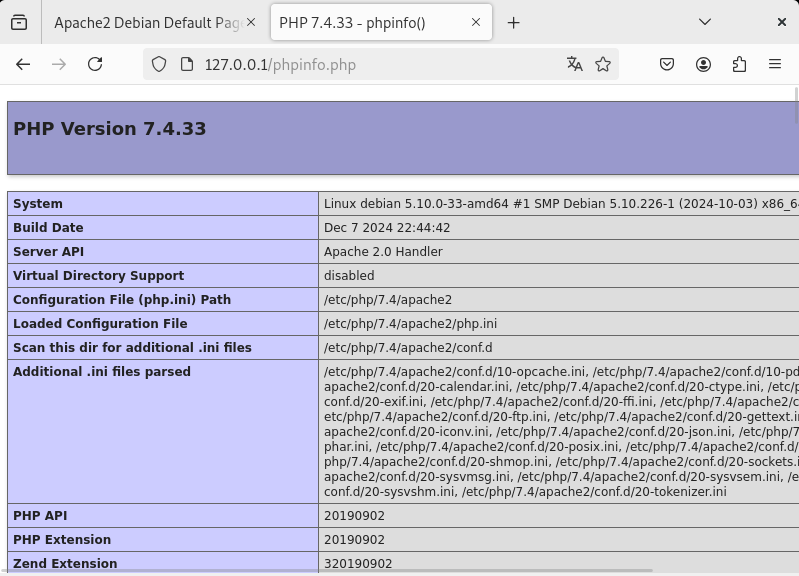 Apache2 Debian Default Pag
PHP 7.4.33 - phpinfo()
127.0.0.1/phpinfo.php
PHP Version 7.4.33
System Linux debian 5.10.0-33-amd64 #1 SMP Debian 5.10.226-1 (2024-10-03) x86_64
Build Date Dec 7 2024 22:44:42
Server API Apache 2.0 Handler
Virtual Directory Support disabled
Configuration File (php.ini) Path /etc/php/7.4/apache2
Loaded Configuration File /etc/php/7.4/apache2/php.ini
Scan this dir for additional .ini files /etc/php/7.4/apache2/conf.d
Additional .ini files parsed /etc/php/7.4/apache2/conf.d/10-opcache.ini, /etc/php/7.4/apache2/conf.d/10-pd
apache2/conf.d/20-calendar.ini, /etc/php/7.4/apache2/conf.d/20-ctype.ini, /etc/p
conf.d/20-exif.ini, /etc/php/7.4/apache2/conf.d/20-ffi.ini, /etc/php/7.4/apache2/c
etc/php/7.4/apache2/conf.d/20-ftp.ini, /etc/php/7.4/apache2/conf.d/20-gettext.in
apache2/conf.d/20-iconv.ini, /etc/php/7.4/apache2/conf.d/20-json.ini, /etc/php/7
phar.ini, /etc/php/7.4/apache2/conf.d/20-posix.ini, /etc/php/7.4/apache2/conf.d/
php/7.4/apache2/conf.d/20-shmop.ini, /etc/php/7.4/apache2/conf.d/20-sockets.i
apache2/conf.d/20-sysvmsg.ini, /etc/php/7.4/apache2/conf.d/20-sysvsem.ini, /e
conf.d/20-sysvshm.ini, /etc/php/7.4/apache2/conf.d/20-tokenizer.ini
PHP API 20190902
PHP Extension 20190902
Zend Extension 320190902